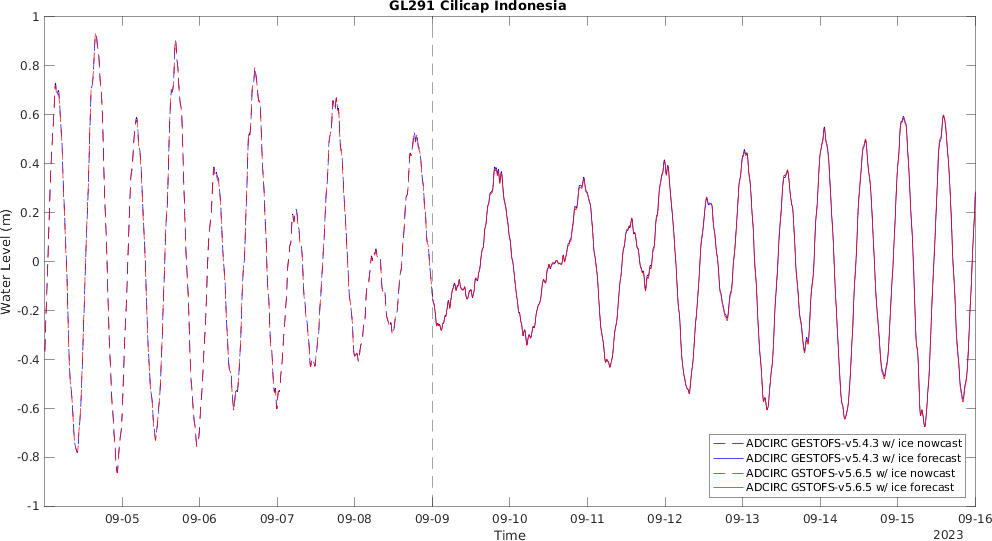 GL291 Cilicap Indonesia
1
0.8
0.6
0.4
0.2
0
-0.2
-0.4
-0.6
-0.8
-1
Water Level (m)
ADCIRC GESTOFS-v5.4.3 w/ ice nowcast
ADCIRC GESTOFS-v5.4.3 w/ ice forecast
ADCIRC GSTOFS-v5.6.5 w/ ice nowcast
ADCIRC GSTOFS-v5.6.5 w/ ice forecast
09-05 09-06 09-07 09-08 09-09 09-10 09-11 09-12 09-13 09-14 09-15 09-16
Time
2023